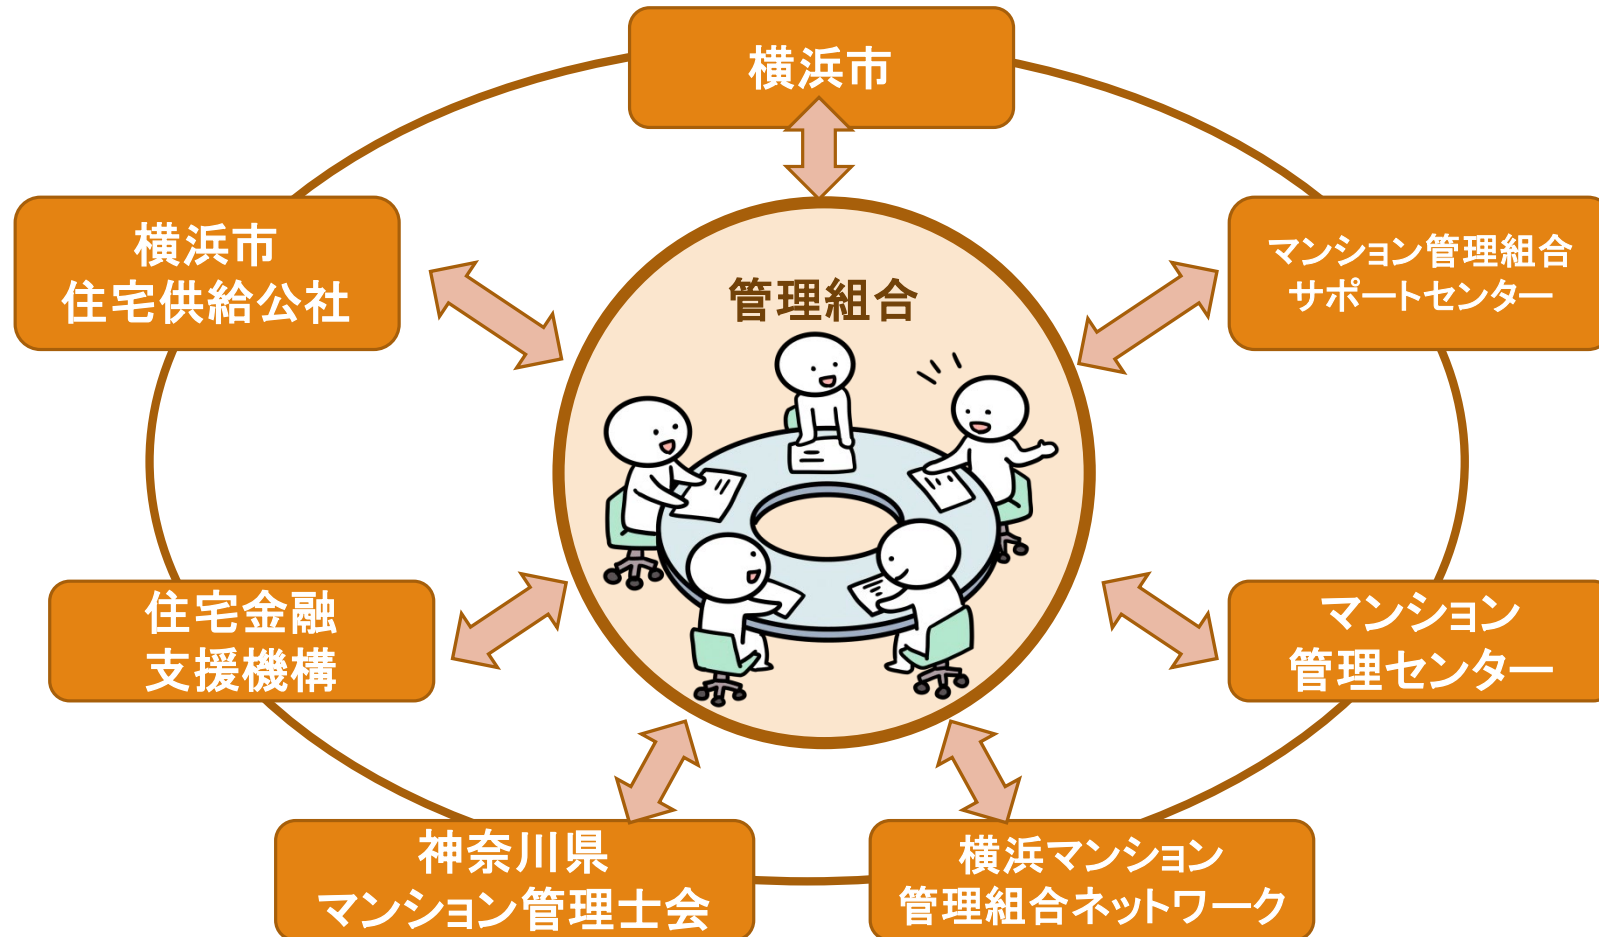 横浜市
横浜市
住宅供給公社
マンション管理組合
サポートセンター
管理組合
住宅金融
支援機構
マンション
管理センター
神奈川県
マンション管理士会
横浜マンション
管理組合ネットワーク